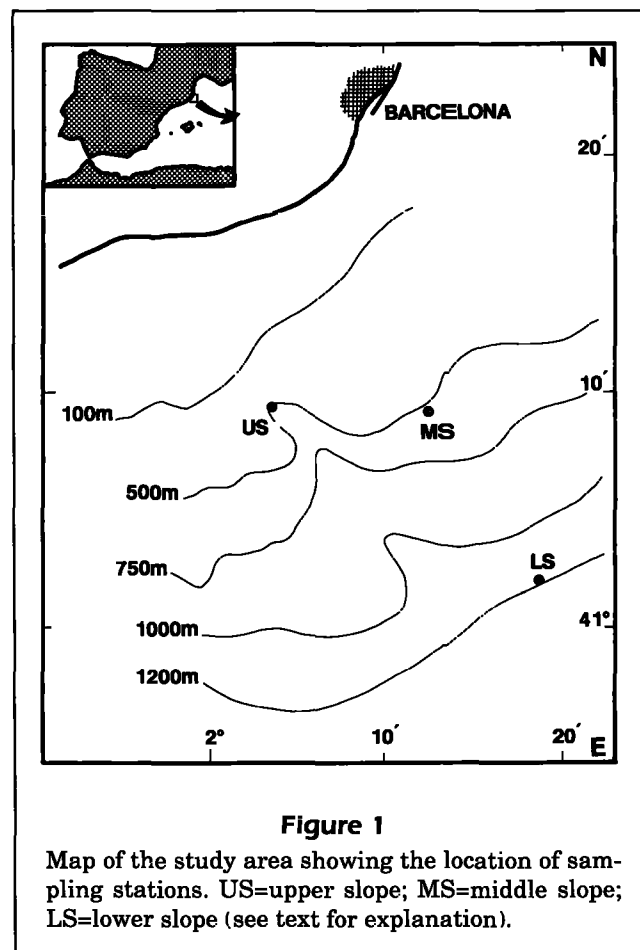 N
BARCELONA
20′
10′
100m
US
MS
500m
750m
LS
1000m
41°
1200m
2°
10′
20′
E
Figure 1
Map of the study area showing the location of sam-
pling stations. US=upper slope; MS=middle slope;
LS=lower slope (see text for explanation).